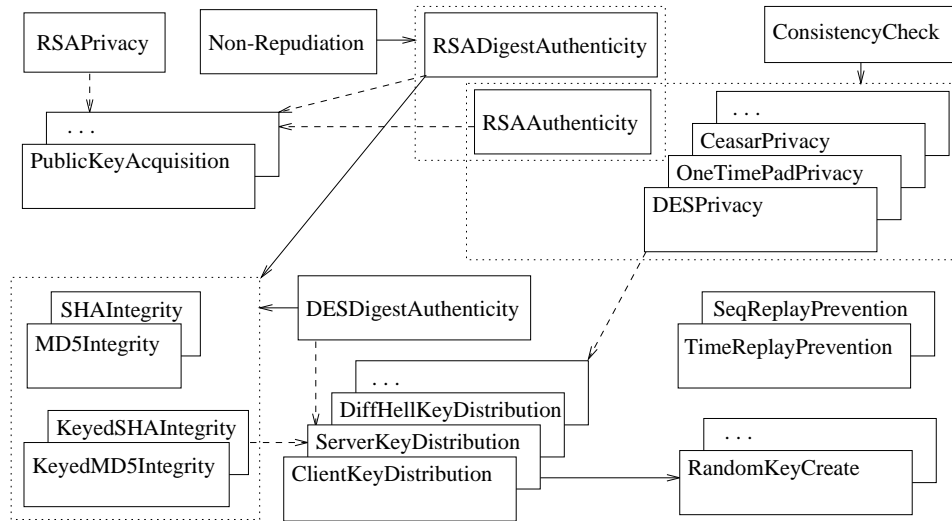 RSAPrivacy
Non-Repudiation
RSADigestAuthenticity
ConsistencyCheck
. . .
PublicKeyAcquisition
RSAAuthenticity
. . .
CeasarPrivacy
OneTimePadPrivacy
DESPrivacy
SHAIntegrity
MD5Integrity
DESDigestAuthenticity
SeqReplayPrevention
TimeReplayPrevention
. . .
DiffHellKeyDistribution
KeyedSHAIntegrity
ServerKeyDistribution
KeyedMD5Integrity
ClientKeyDistribution
. . .
RandomKeyCreate